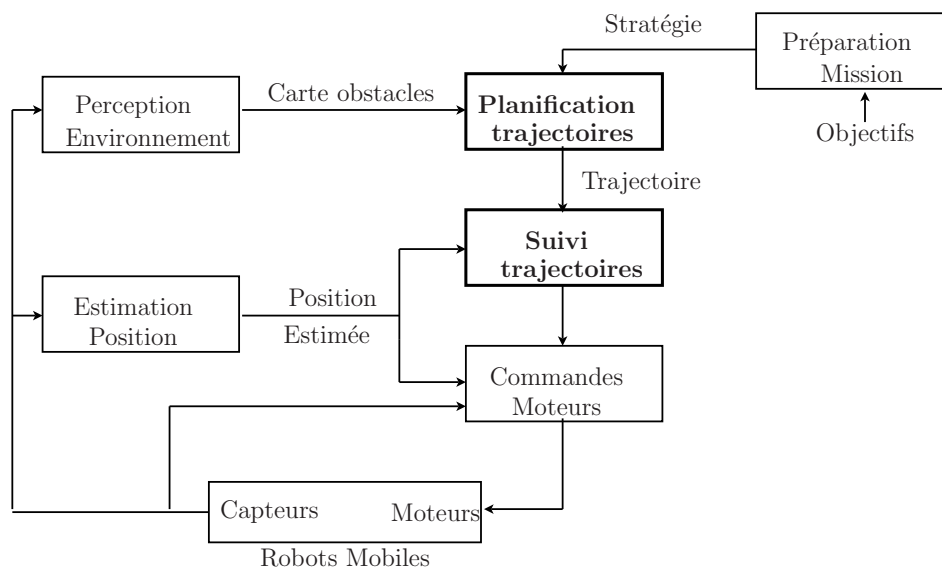 Stratégie
Préparation
Mission
Objectifs
Perception
Environnement
Carte obstacles
Planification
trajectoires
Trajectoire
Suivi
trajectoires
Estimation
Position
Position
Estimée
Commandes
Moteurs
Capteurs
Moteurs
Robots Mobiles